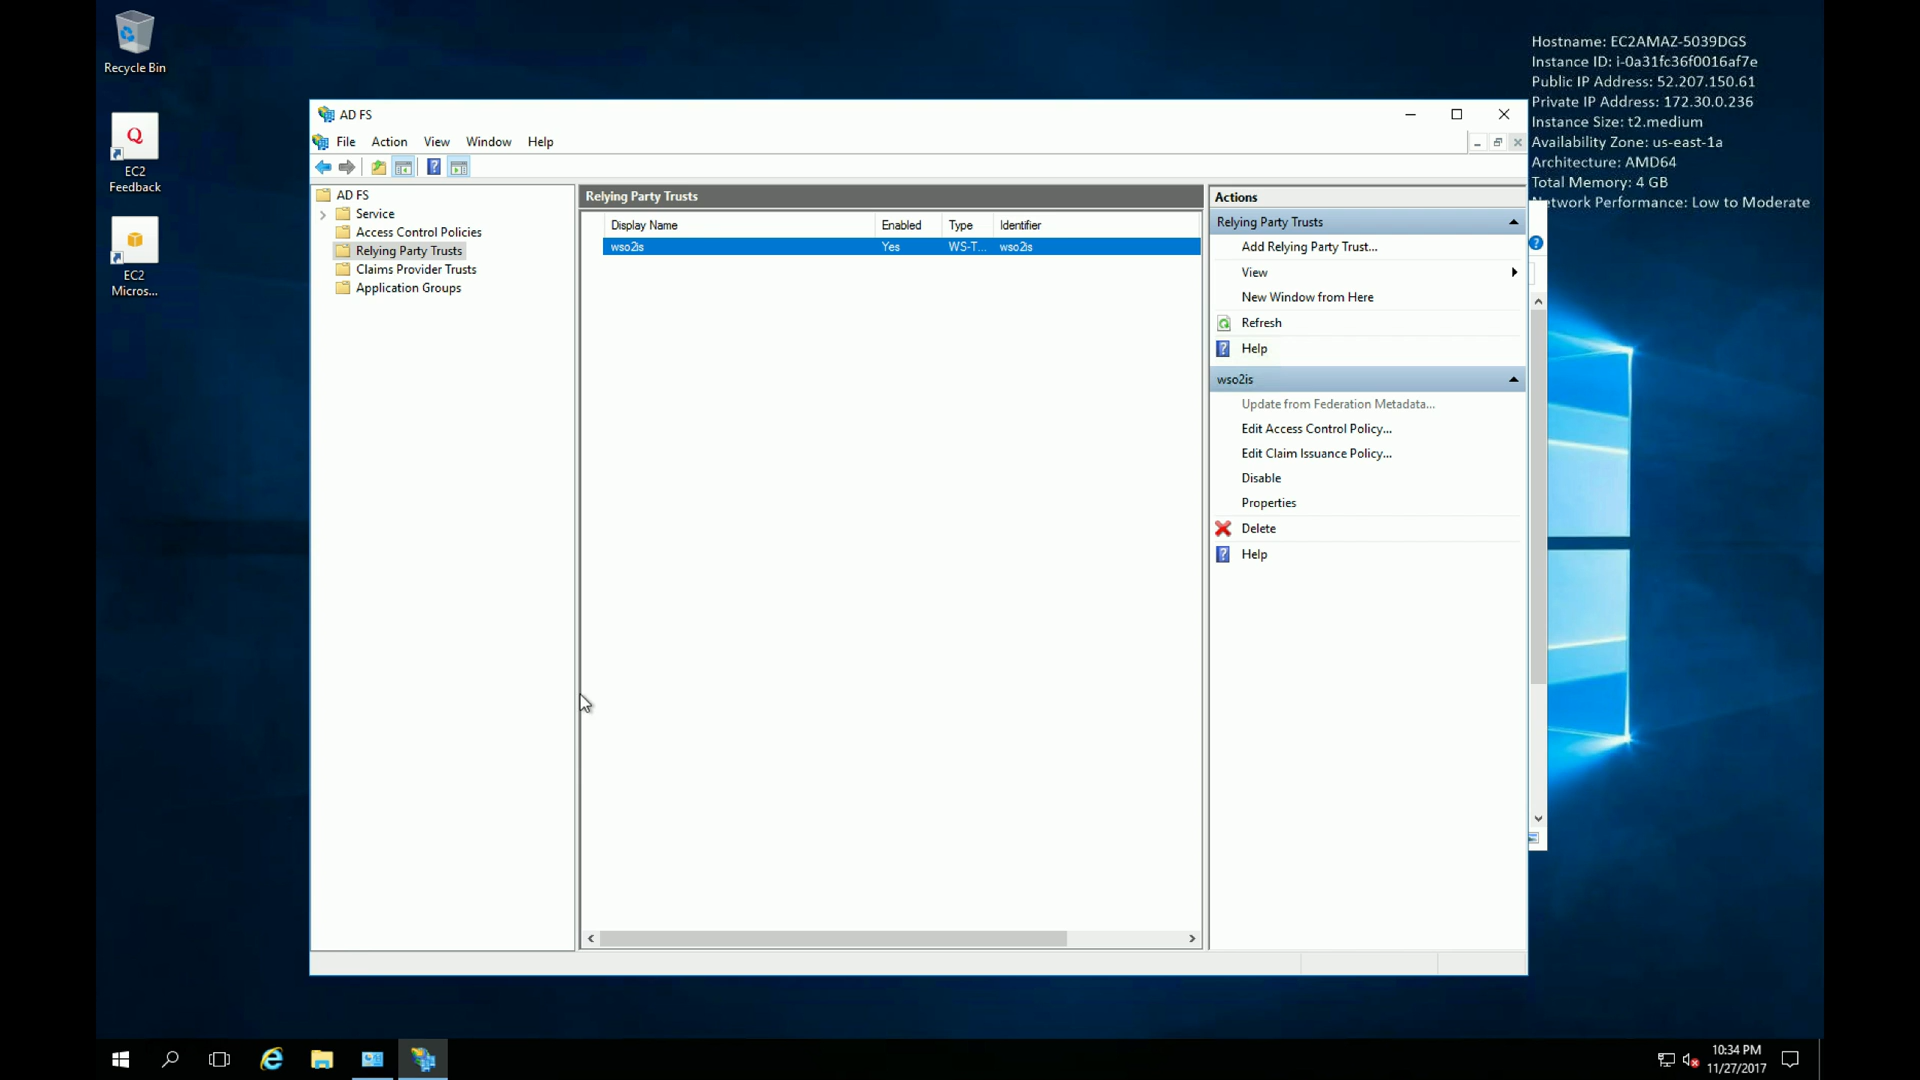 Recycle Bin
EC2
Feedback
EC2
Micros...
Hostname: EC2AMAZ-5039DGS
Instance ID: i-0a31fc36f0016af7e
Public IP Address: 52.207.150.61
Private IP Address: 172.30.0.236
Instance Size: t2.medium
Availability Zone: us-east-1a
Architecture: AMD64
Total Memory: 4 GB
Network Performance: Low to Moderate
AD FS
File Action View Window Help
AD FS
Service
Access Control Policies
Relying Party Trusts
Claims Provider Trusts
Application Groups
Relying Party Trusts
Display Name Enabled Type Identifier
wso2is Yes WS-T... wso2is
Actions
Relying Party Trusts
Add Relying Party Trust...
View
New Window from Here
Refresh
Help
wso2is
Update from Federation Metadata...
Edit Access Control Policy...
Edit Claim Issuance Policy...
Disable
Properties
Delete
Help
10:34 PM
11/27/2017